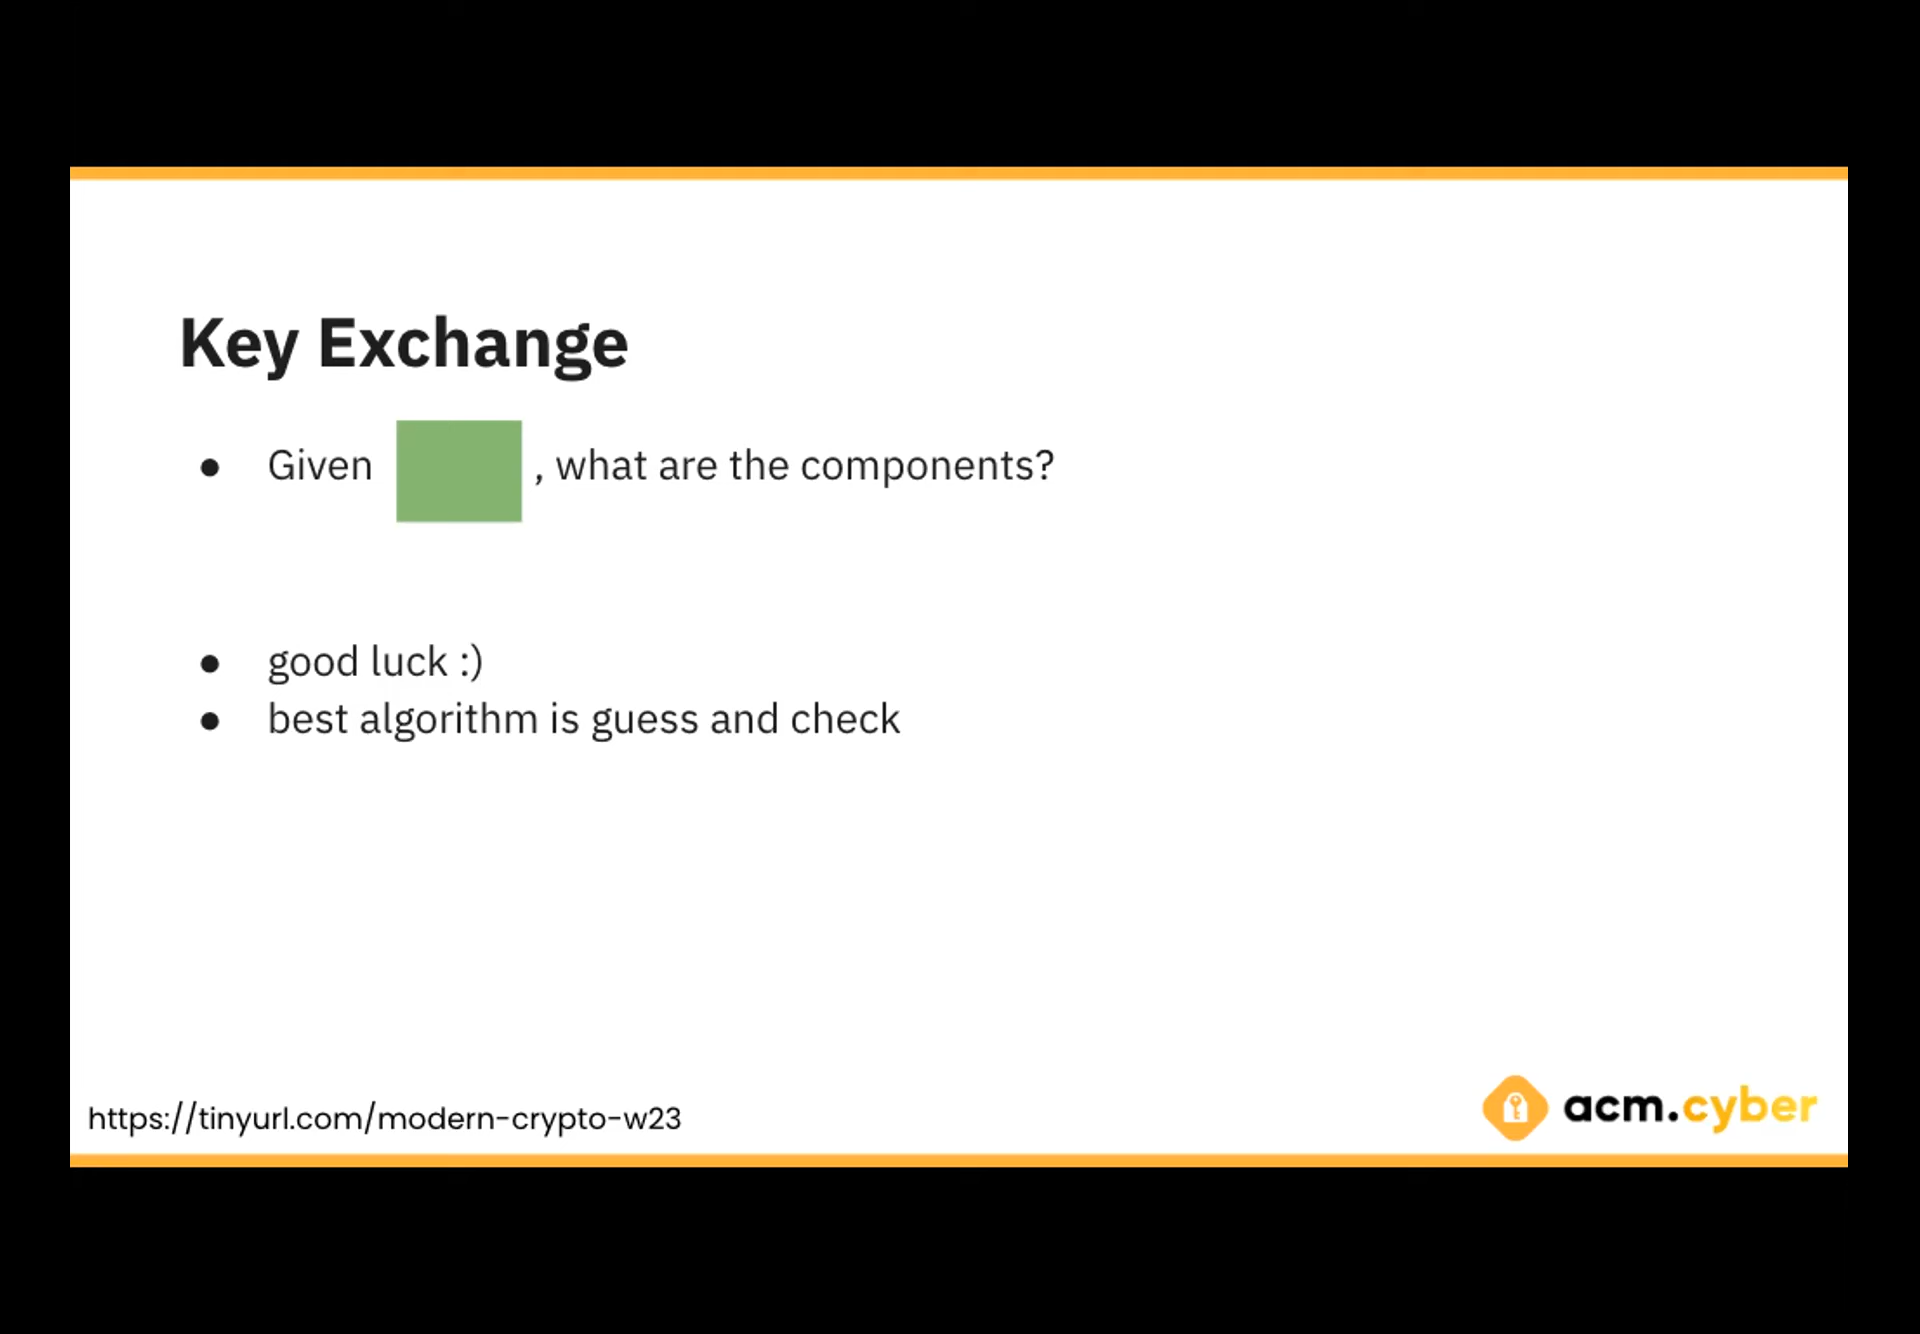 Key Exchange
● Given , what are the components?
● good luck :)
● best algorithm is guess and check
https://tinyurl.com/modern-crypto-w23
acm.cyber